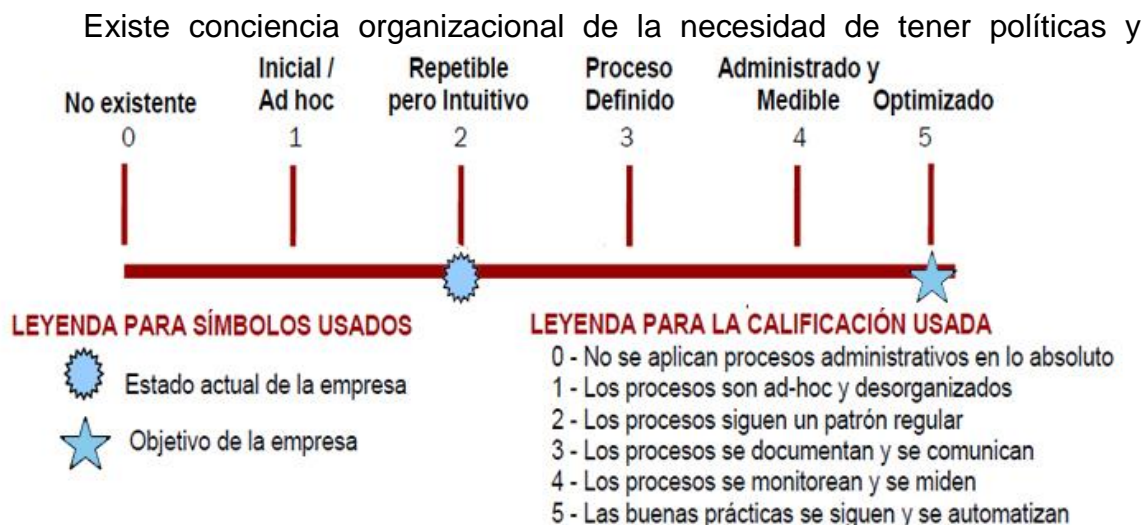 Existe conciencia organizacional de la necesidad de tener políticas y
No existente
0
Inicial /
Ad hoc
1
Repetible
pero Intuitivo
2
Proceso
Definido
3
Administrado y
Medible
4
Optimizado
5
LEYENDA PARA SÍMBOLOS USADOS
Estado actual de la empresa
Objetivo de la empresa
LEYENDA PARA LA CALIFICACIÓN USADA
0 - No se aplican procesos administrativos en lo absoluto
1 - Los procesos son ad-hoc y desorganizados
2 - Los procesos siguen un patrón regular
3 - Los procesos se documentan y se comunican
4 - Los procesos se monitorean y se miden
5 - Las buenas prácticas se siguen y se automatizan